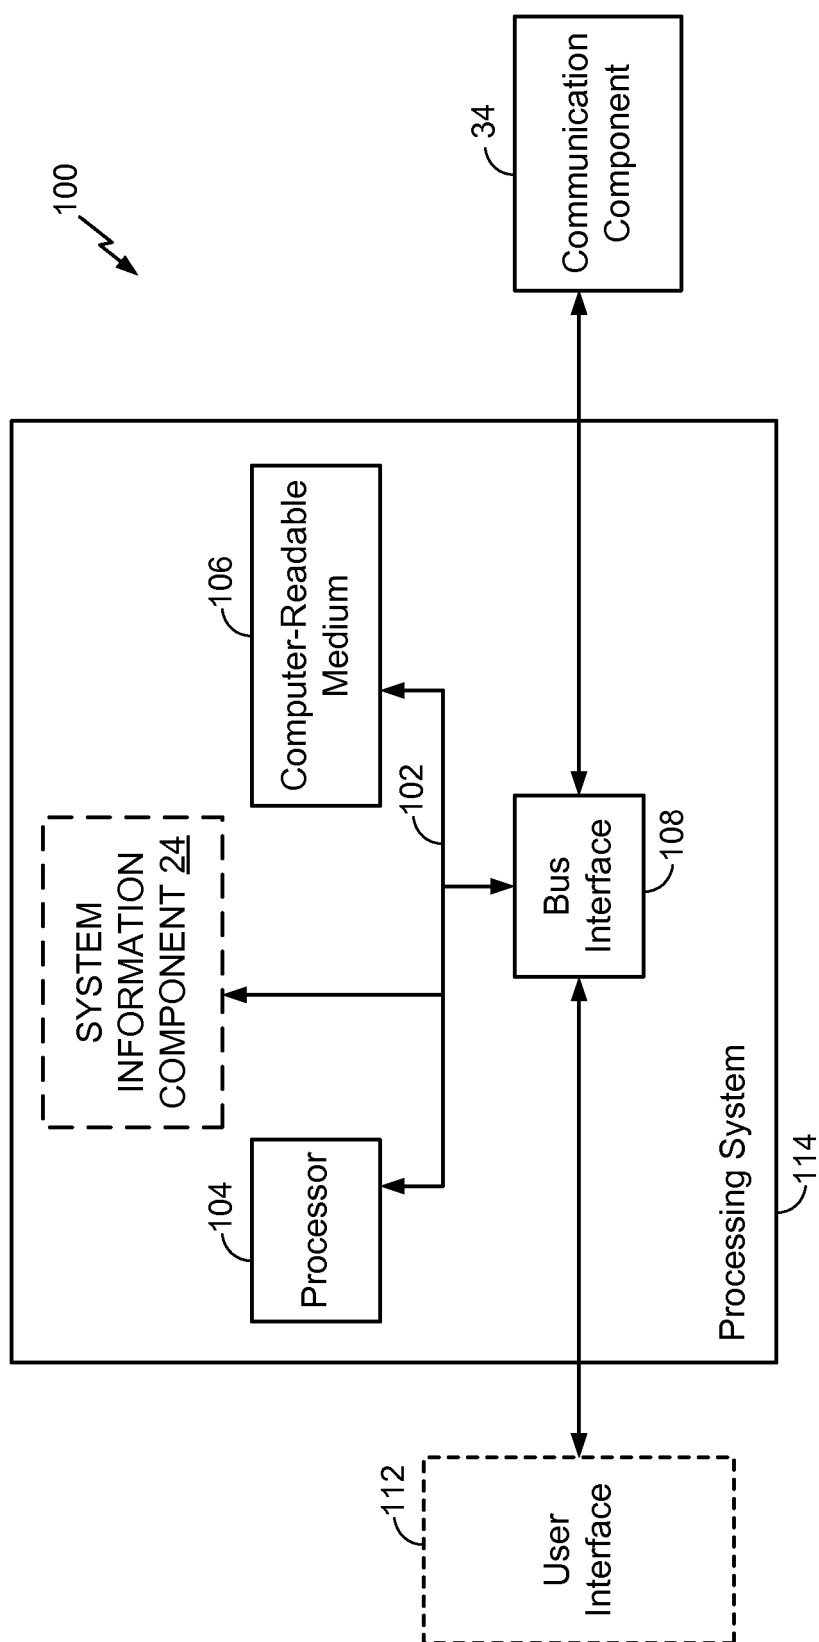 100
SYSTEM
INFORMATION
COMPONENT 24
104
Processor
106
Computer-Readable
Medium
102
112
User
Interface
Bus
Interface
108
34
Communication
Component
Processing System
114